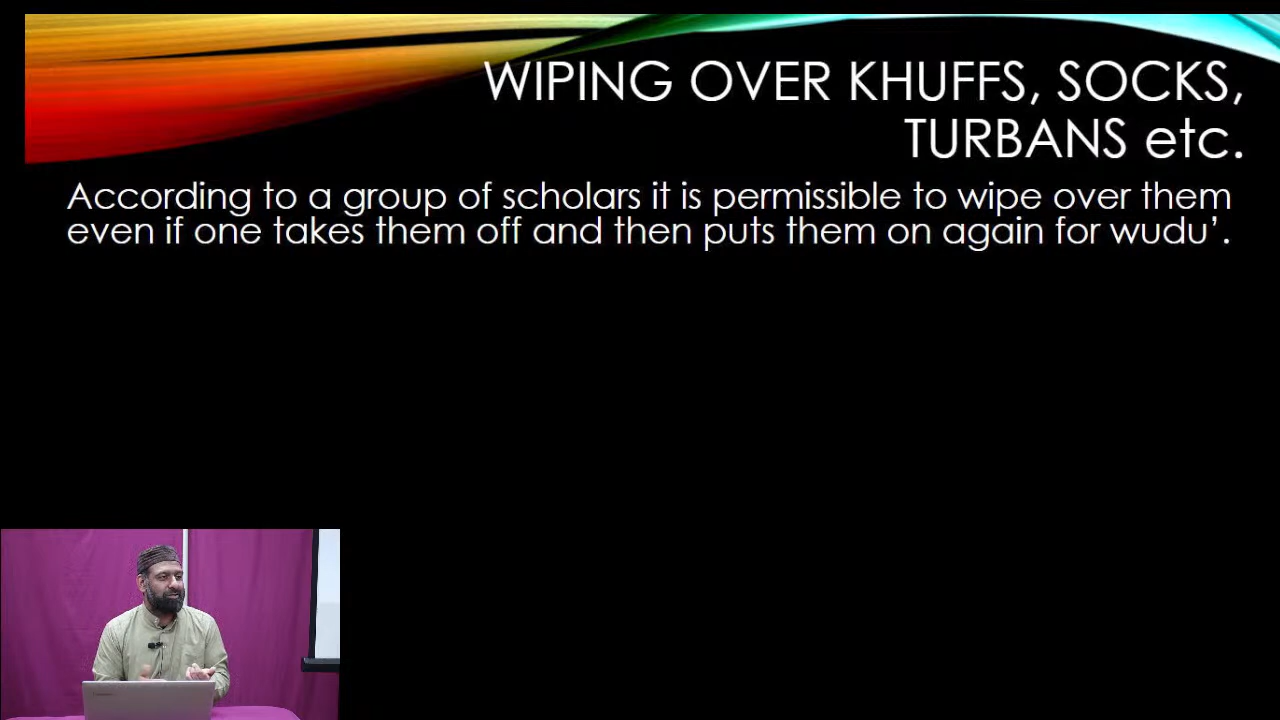 WIPING OVER KHUFFS, SOCKS,
TURBANS etc.
According to a group of scholars it is permissible to wipe over them
even if one takes them off and then puts them on again for wudu’.